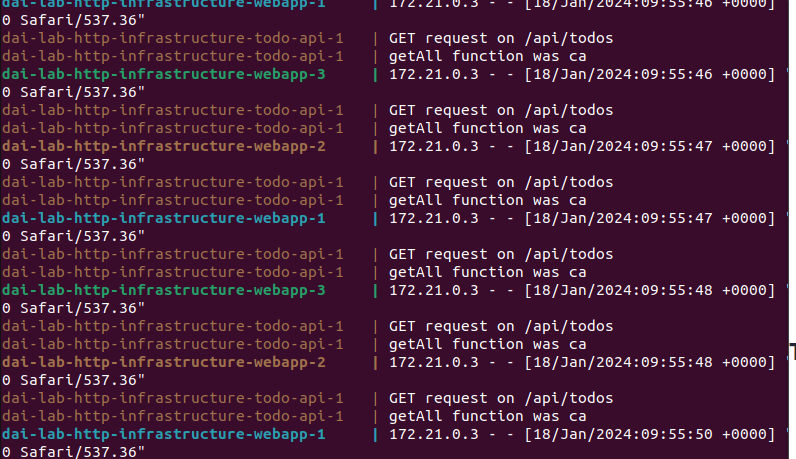 dai-lab-http-infrastructure-webapp-1 | 172.21.0.3 - - [18/Jan/2024:09:55:46 +0000] "
0 Safari/537.36"
dai-lab-http-infrastructure-todo-api-1 | GET request on /api/todos
dai-lab-http-infrastructure-todo-api-1 | getAll function was ca
dai-lab-http-infrastructure-webapp-3 | 172.21.0.3 - - [18/Jan/2024:09:55:46 +0000] "
0 Safari/537.36"
dai-lab-http-infrastructure-todo-api-1 | GET request on /api/todos
dai-lab-http-infrastructure-todo-api-1 | getAll function was ca
dai-lab-http-infrastructure-webapp-2 | 172.21.0.3 - - [18/Jan/2024:09:55:47 +0000] "
0 Safari/537.36"
dai-lab-http-infrastructure-todo-api-1 | GET request on /api/todos
dai-lab-http-infrastructure-todo-api-1 | getAll function was ca
dai-lab-http-infrastructure-webapp-1 | 172.21.0.3 - - [18/Jan/2024:09:55:47 +0000] "
0 Safari/537.36"
dai-lab-http-infrastructure-todo-api-1 | GET request on /api/todos
dai-lab-http-infrastructure-todo-api-1 | getAll function was ca
dai-lab-http-infrastructure-webapp-3 | 172.21.0.3 - - [18/Jan/2024:09:55:48 +0000] "
0 Safari/537.36"
dai-lab-http-infrastructure-todo-api-1 | GET request on /api/todos
dai-lab-http-infrastructure-todo-api-1 | getAll function was ca
dai-lab-http-infrastructure-webapp-2 | 172.21.0.3 - - [18/Jan/2024:09:55:48 +0000] "
0 Safari/537.36"
dai-lab-http-infrastructure-todo-api-1 | GET request on /api/todos
dai-lab-http-infrastructure-todo-api-1 | getAll function was ca
dai-lab-http-infrastructure-webapp-1 | 172.21.0.3 - - [18/Jan/2024:09:55:50 +0000] "
0 Safari/537.36"